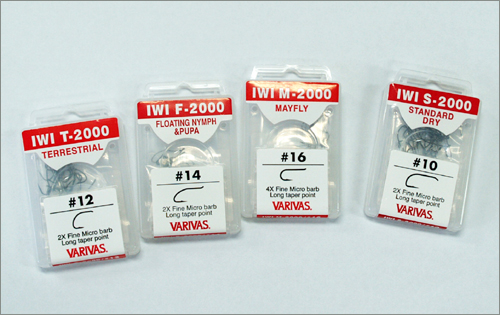 IWI T-2000
TERRESTRIAL
#12
2X Fine Micro barb
Long taper point
VARIVAS.
IWI F-2000
FLOATING NYMPH
&PUPA
#14
2X Fine Micro barb
Long taper point
VARIVAS.
IWI M-2000
MAYFLY
#16
4X Fine Micro barb
Long taper point
VARIVAS.
IWI S-2000
STANDARD
DRY
#10
2X Fine Micro barb
Long taper point
VARIVAS.